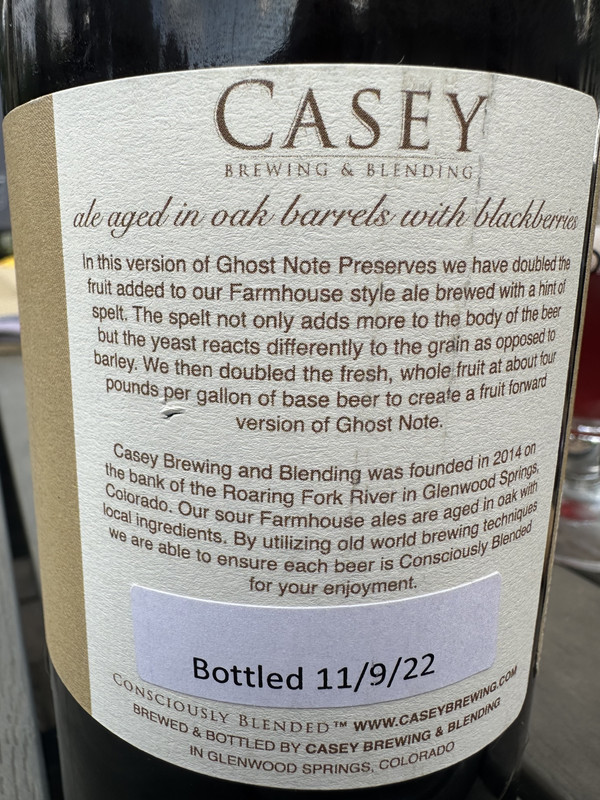 CASEY
BREWING & BLENDING
ale aged in oak barrels with blackberries
In this version of Ghost Note Preserves we have doubled the
fruit added to our Farmhouse style ale brewed with a hint of
spelt. The spelt not only adds more to the body of the beer
but the yeast reacts differently to the grain as opposed to
barley. We then doubled the fresh, whole fruit at about four
pounds per gallon of base beer to create a fruit forward
version of Ghost Note.
Casey Brewing and Blending was founded in 2014 on
the bank of the Roaring Fork River in Glenwood Springs,
Colorado. Our sour Farmhouse ales are aged in oak with
local ingredients. By utilizing old world brewing techniques
we are able to ensure each beer is Consciously Blended
for your enjoyment.
Bottled 11/9/22
CONSCIOUSLY BLENDED™ WWW.CASEYBREWING.COM
BREWED & BOTTLED BY CASEY BREWING & BLENDING
IN GLENWOOD SPRINGS, COLORADO